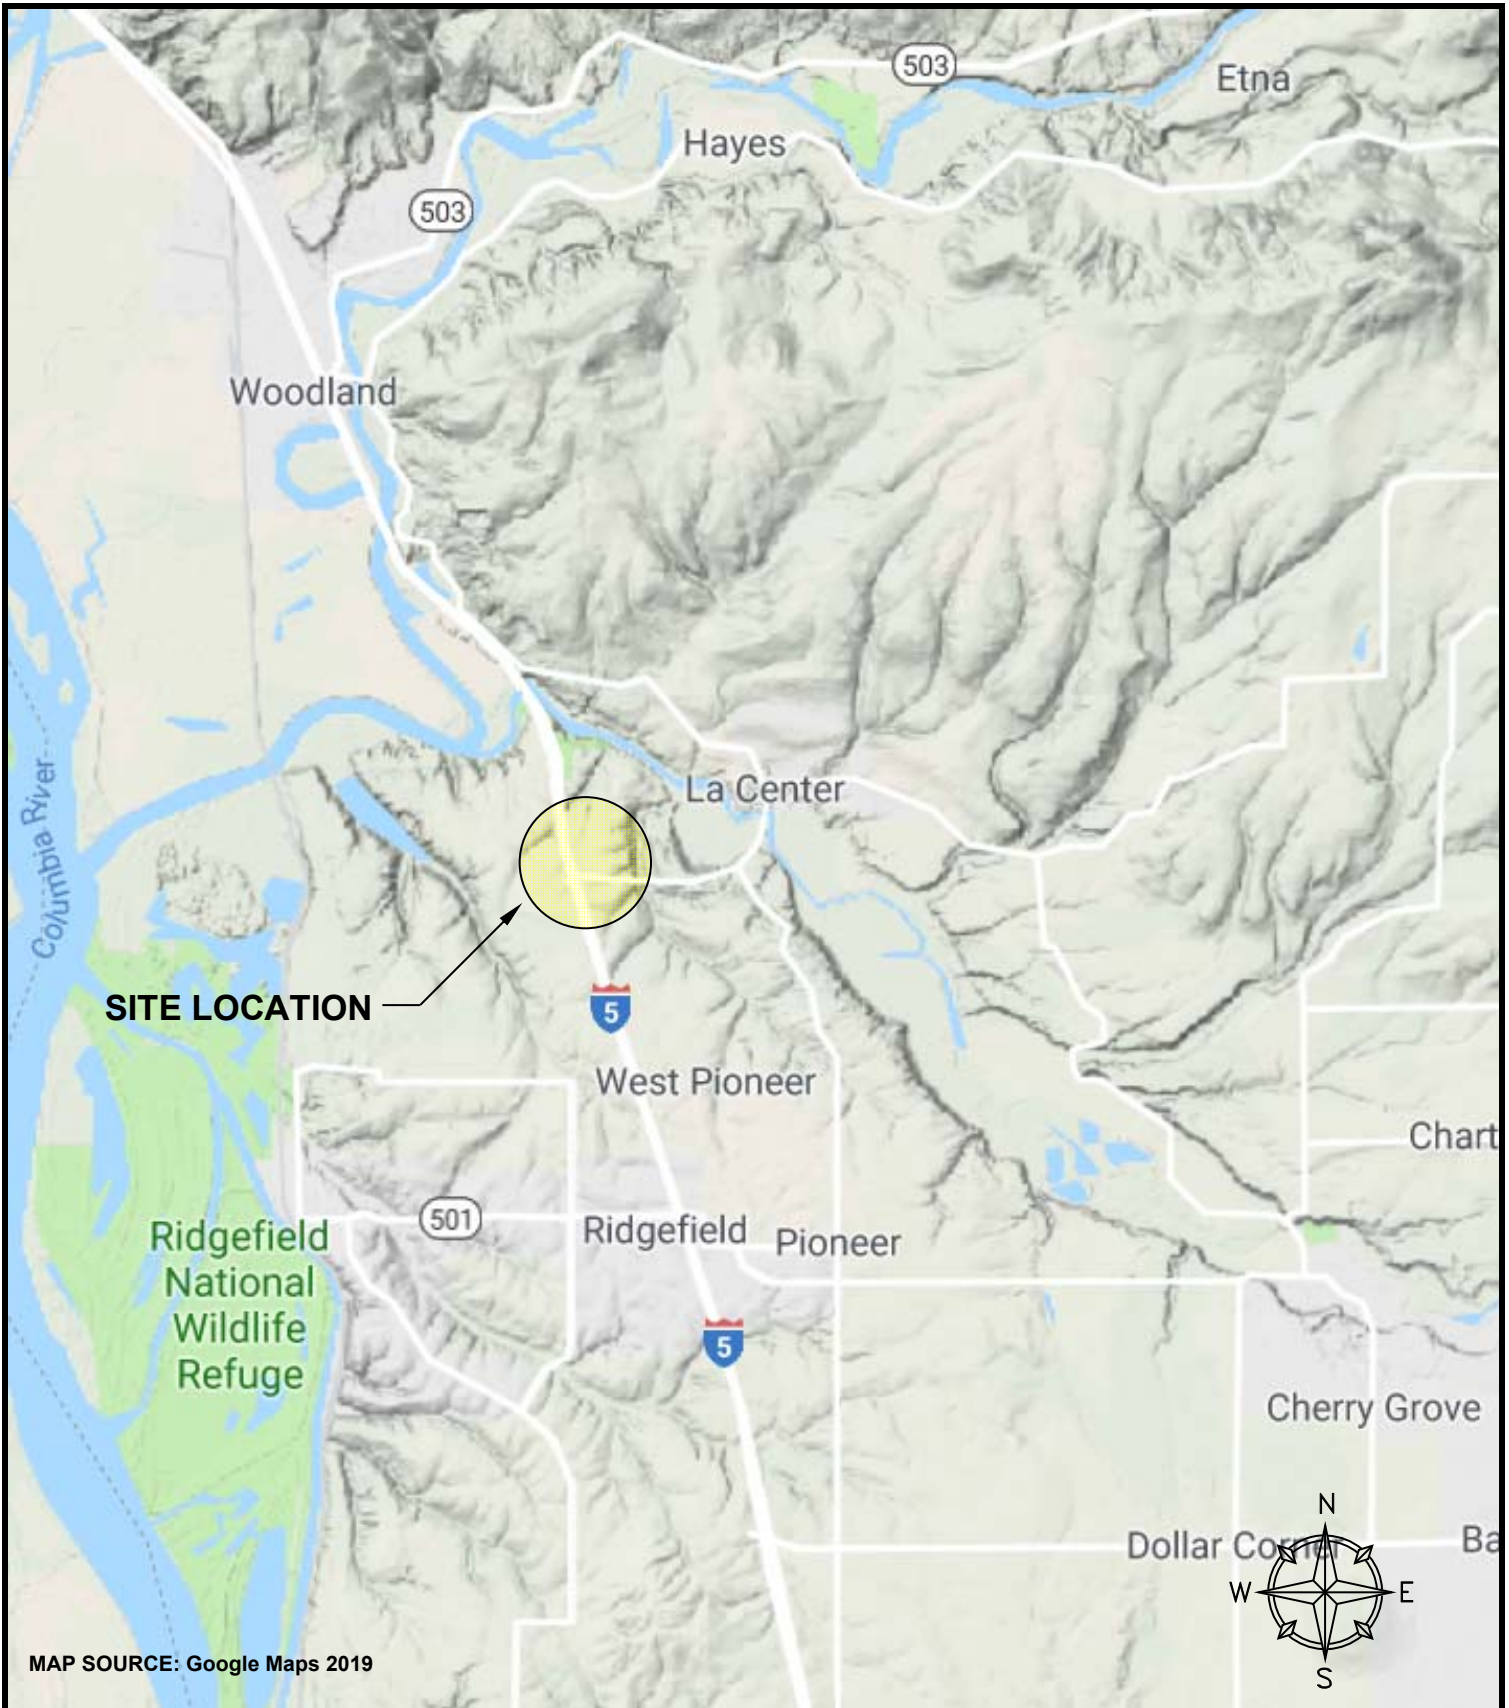 503
Etna
Hayes
503
Woodland
La Center
Columbia River
SITE LOCATION
5
West Pioneer
Chart
501
Ridgefield
Pioneer
Ridgefield
National
Wildlife
Refuge
5
Cherry Grove
N
Dollar Corner
Ba
W
E
S
MAP SOURCE: Google Maps 2019